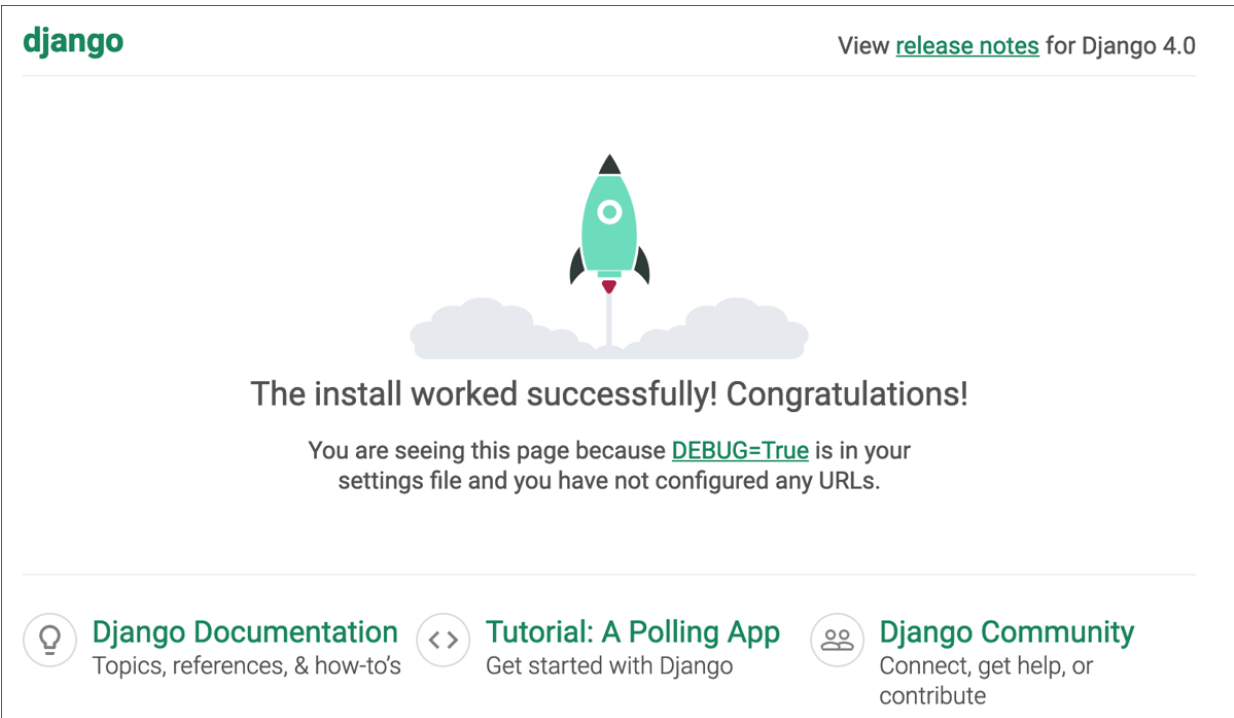 django
View release notes for Django 4.0
The install worked successfully! Congratulations!
You are seeing this page because DEBUG=True is in your
settings file and you have not configured any URLs.
Django Documentation
Topics, references, & how-to’s
Tutorial: A Polling App
Get started with Django
Django Community
Connect, get help, or
contribute